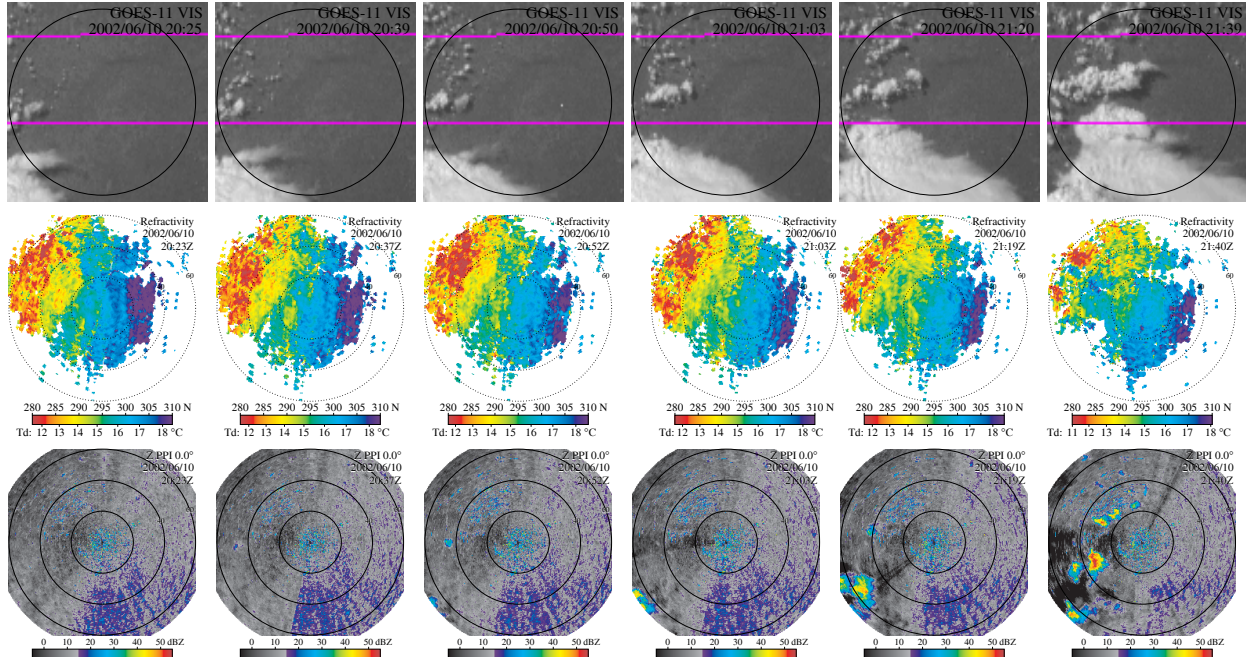 GOES-11 VIS
2002/06/10 20:25
GOES-11 VIS
2002/06/10 20:39
GOES-11 VIS
2002/06/10 20:50
GOES-11 VIS
2002/06/10 21:03
GOES-11 VIS
2002/06/10 21:20
GOES-11 VIS
2002/06/10 21:39
Refractivity
2002/06/10
20:23Z
60
Refractivity
2002/06/10
20:37Z
60
Refractivity
2002/06/10
20:52Z
60
Refractivity
2002/06/10
21:03Z
60
Refractivity
2002/06/10
21:19Z
60
Refractivity
2002/06/10
21:40Z
60
280 285 290 295 300 305 310 N
Td: 12 13 14 15 16 17 18 °C
280 285 290 295 300 305 310 N
Td: 12 13 14 15 16 17 18 °C
280 285 290 295 300 305 310 N
Td: 12 13 14 15 16 17 18 °C
280 285 290 295 300 305 310 N
Td: 12 13 14 15 16 17 18 °C
280 285 290 295 300 305 310 N
Td: 12 13 14 15 16 17 18 °C
280 285 290 295 300 305 310 N
Td: 11 12 13 14 15 16 17 18 °C
Z PPI 0.0°
2002/06/10
20:23Z
Z PPI 0.0°
2002/06/10
20:37Z
Z PPI 0.0°
2002/06/10
20:52Z
Z PPI 0.0°
2002/06/10
21:03Z
Z PPI 0.0°
2002/06/10
21:19Z
Z PPI 0.0°
2002/06/10
21:40Z
0 10 20 30 40 50 dBZ
0 10 20 30 40 50 dBZ
0 10 20 30 40 50 dBZ
0 10 20 30 40 50 dBZ
0 10 20 30 40 50 dBZ
0 10 20 30 40 50 dBZ